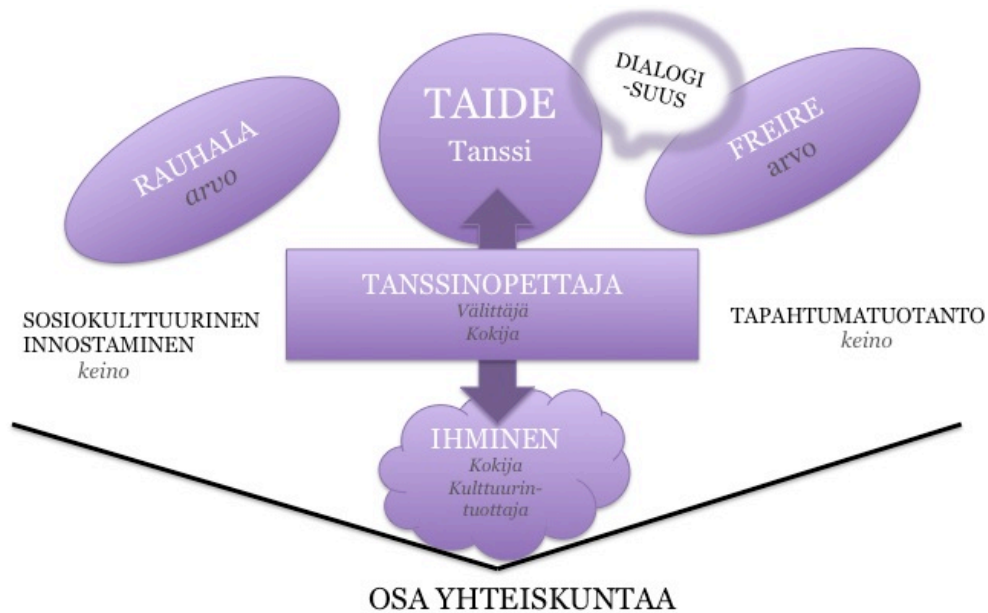 DIALOGI
-SUUS
TAIDE
Tanssi
RAUHALA
arvo
FREIRE
arvo
TANSSINOPETTAJA
Välittäjä
Kokija
SOSIOKULTTUURINEN
INNOSTAMINEN
keino
TAPAHTUMATUOTANTO
keino
IHMINEN
Kokija
Kulttuurin-
tuottaja
OSA YHTEISKUNTAA